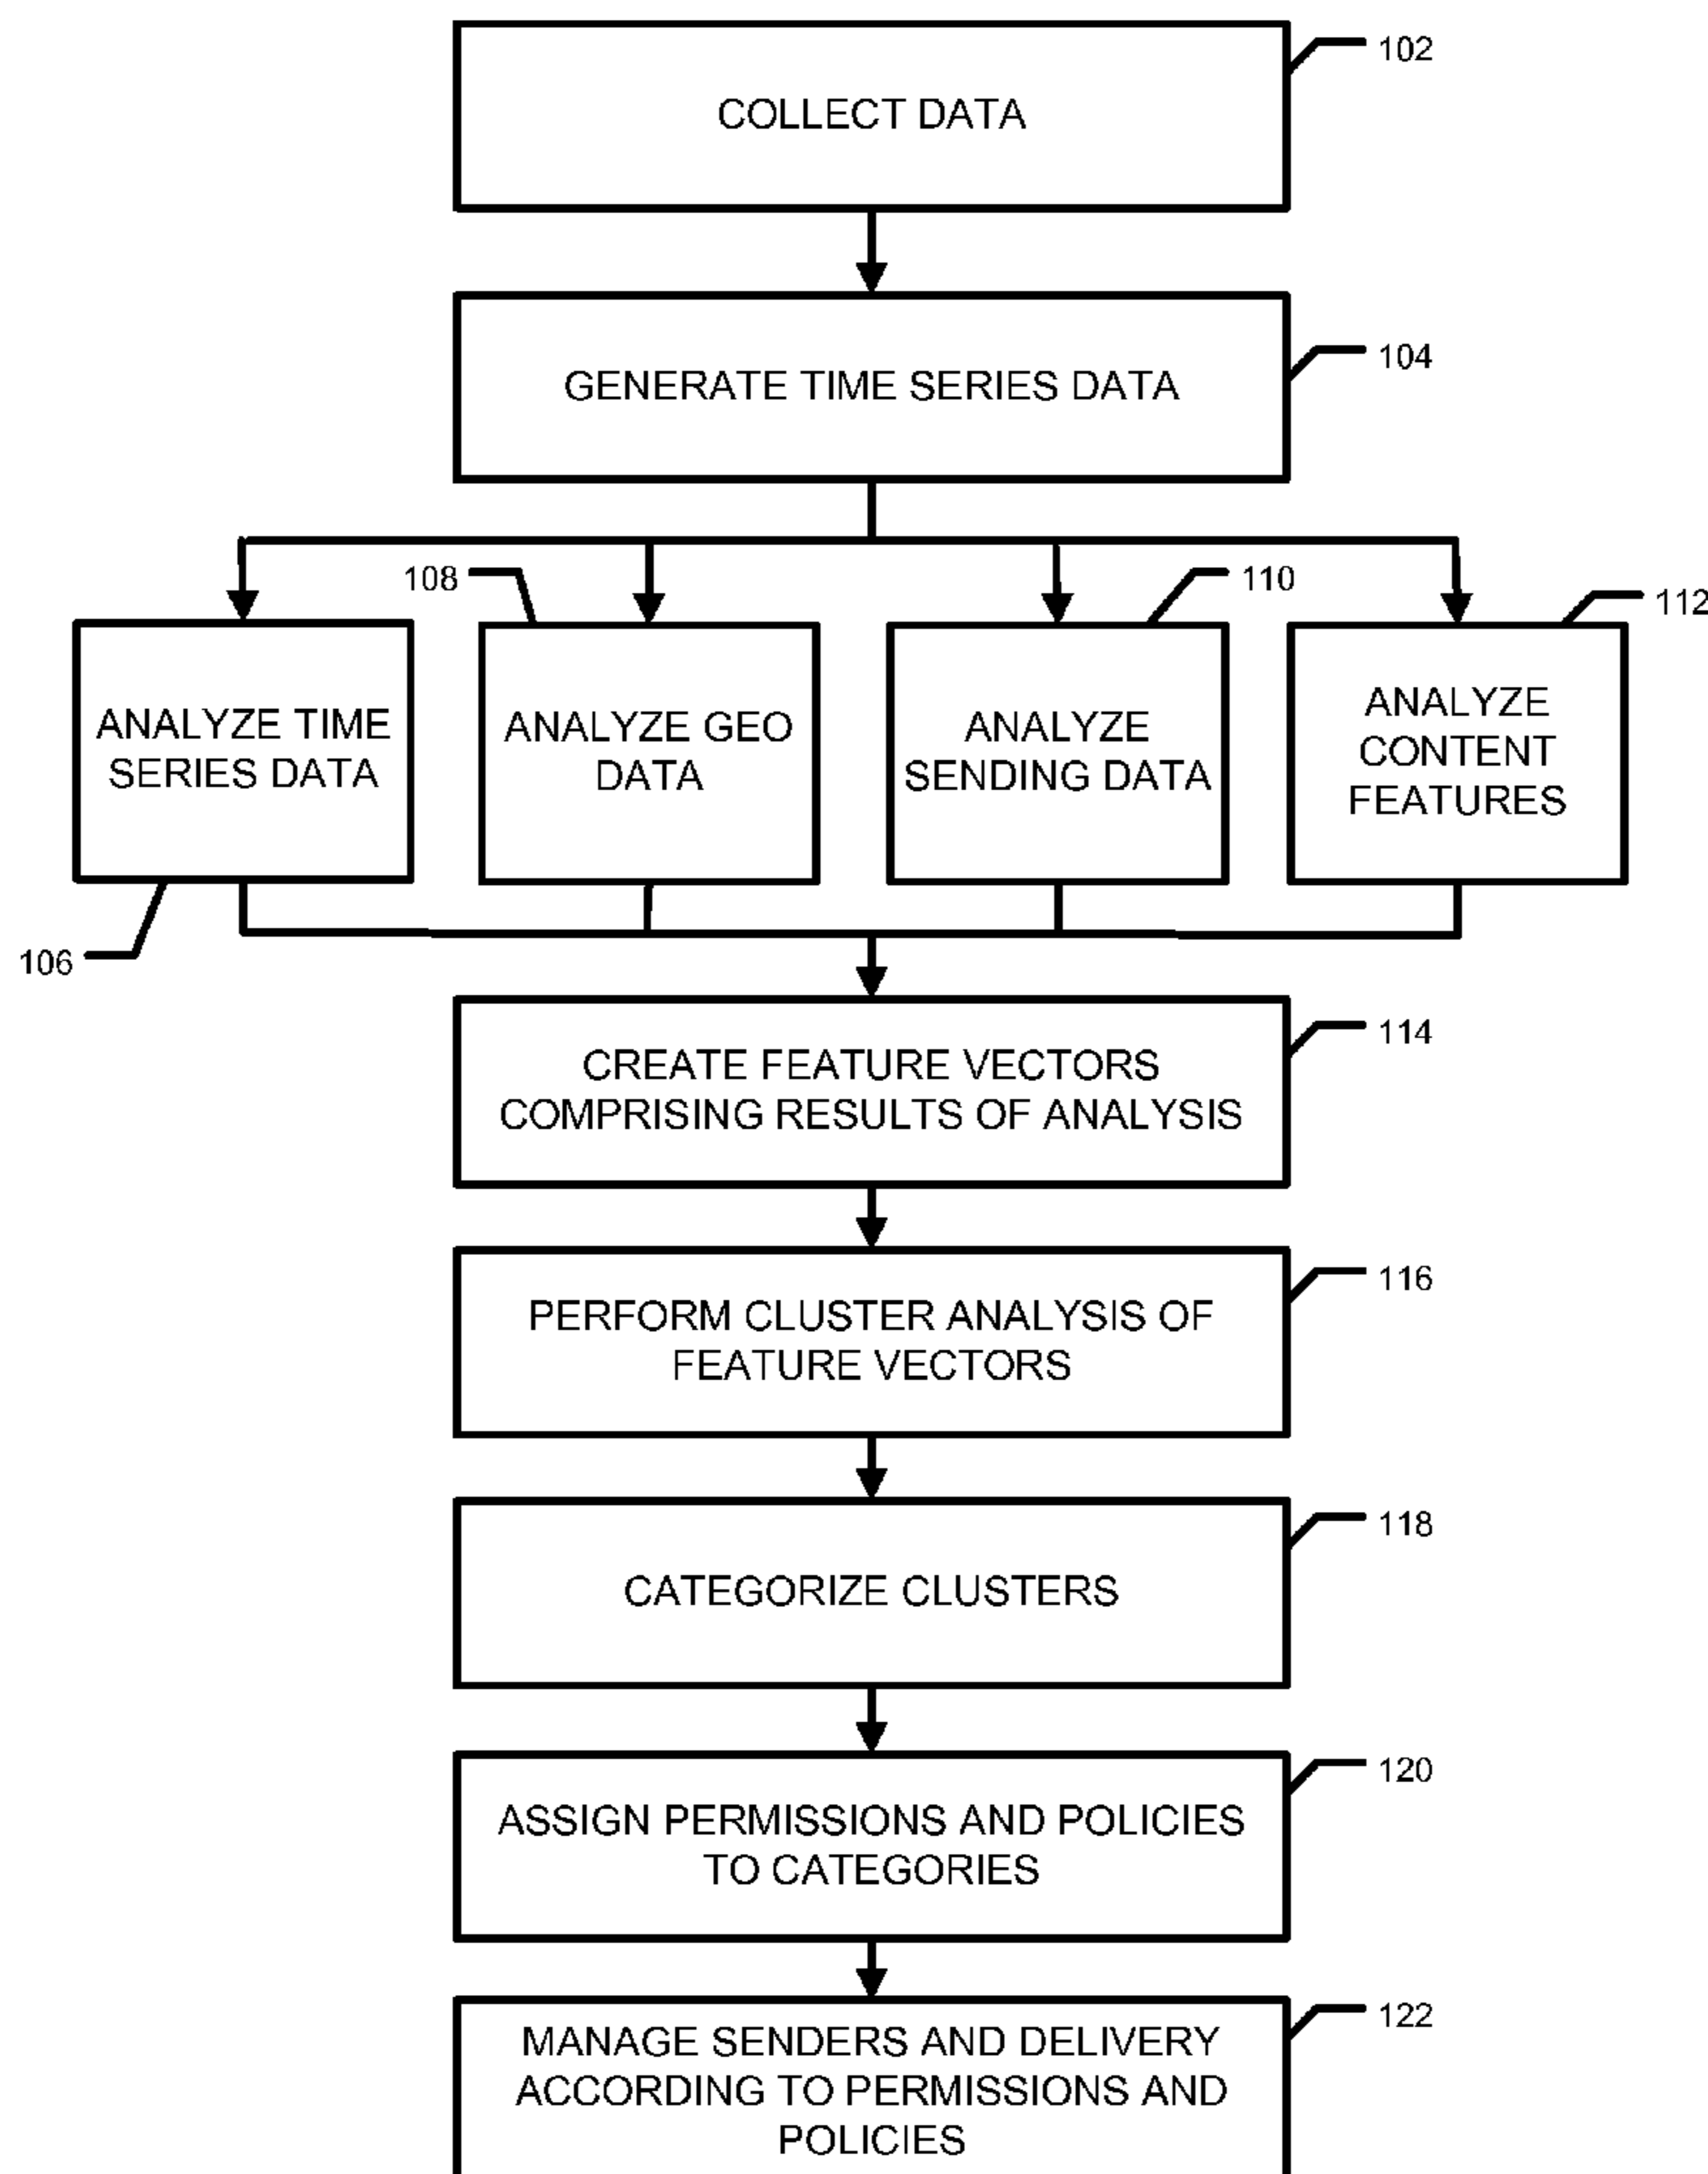 102
COLLECT DATA
104
GENERATE TIME SERIES DATA
108
110
112
ANALYZE TIME
SERIES DATA
ANALYZE GEO
DATA
ANALYZE
SENDING DATA
ANALYZE
CONTENT
FEATURES
106
114
CREATE FEATURE VECTORS
COMPRISING RESULTS OF ANALYSIS
116
PERFORM CLUSTER ANALYSIS OF
FEATURE VECTORS
118
CATEGORIZE CLUSTERS
120
ASSIGN PERMISSIONS AND POLICIES
TO CATEGORIES
122
MANAGE SENDERS AND DELIVERY
ACCORDING TO PERMISSIONS AND
POLICIES